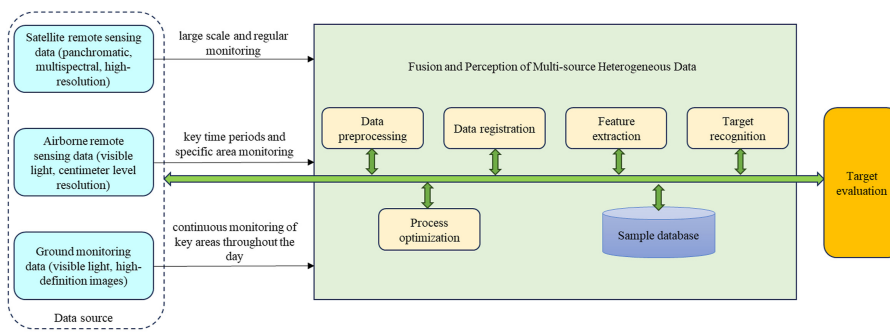 Satellite remote sensing
data (panchromatic,
multispectral, high-
resolution)
large scale and regular
monitoring
Fusion and Perception of Multi-source Heterogeneous Data
Data
preprocessing
Data registration
Feature
extraction
Target
recognition
Airborne remote
sensing data (visible
light, centimeter level
resolution)
key time periods and
specific area monitoring
Target
evaluation
Process
optimization
Sample database
Ground monitoring
data (visible light, high-
definition images)
continuous monitoring of
key areas throughout the
day
Data source